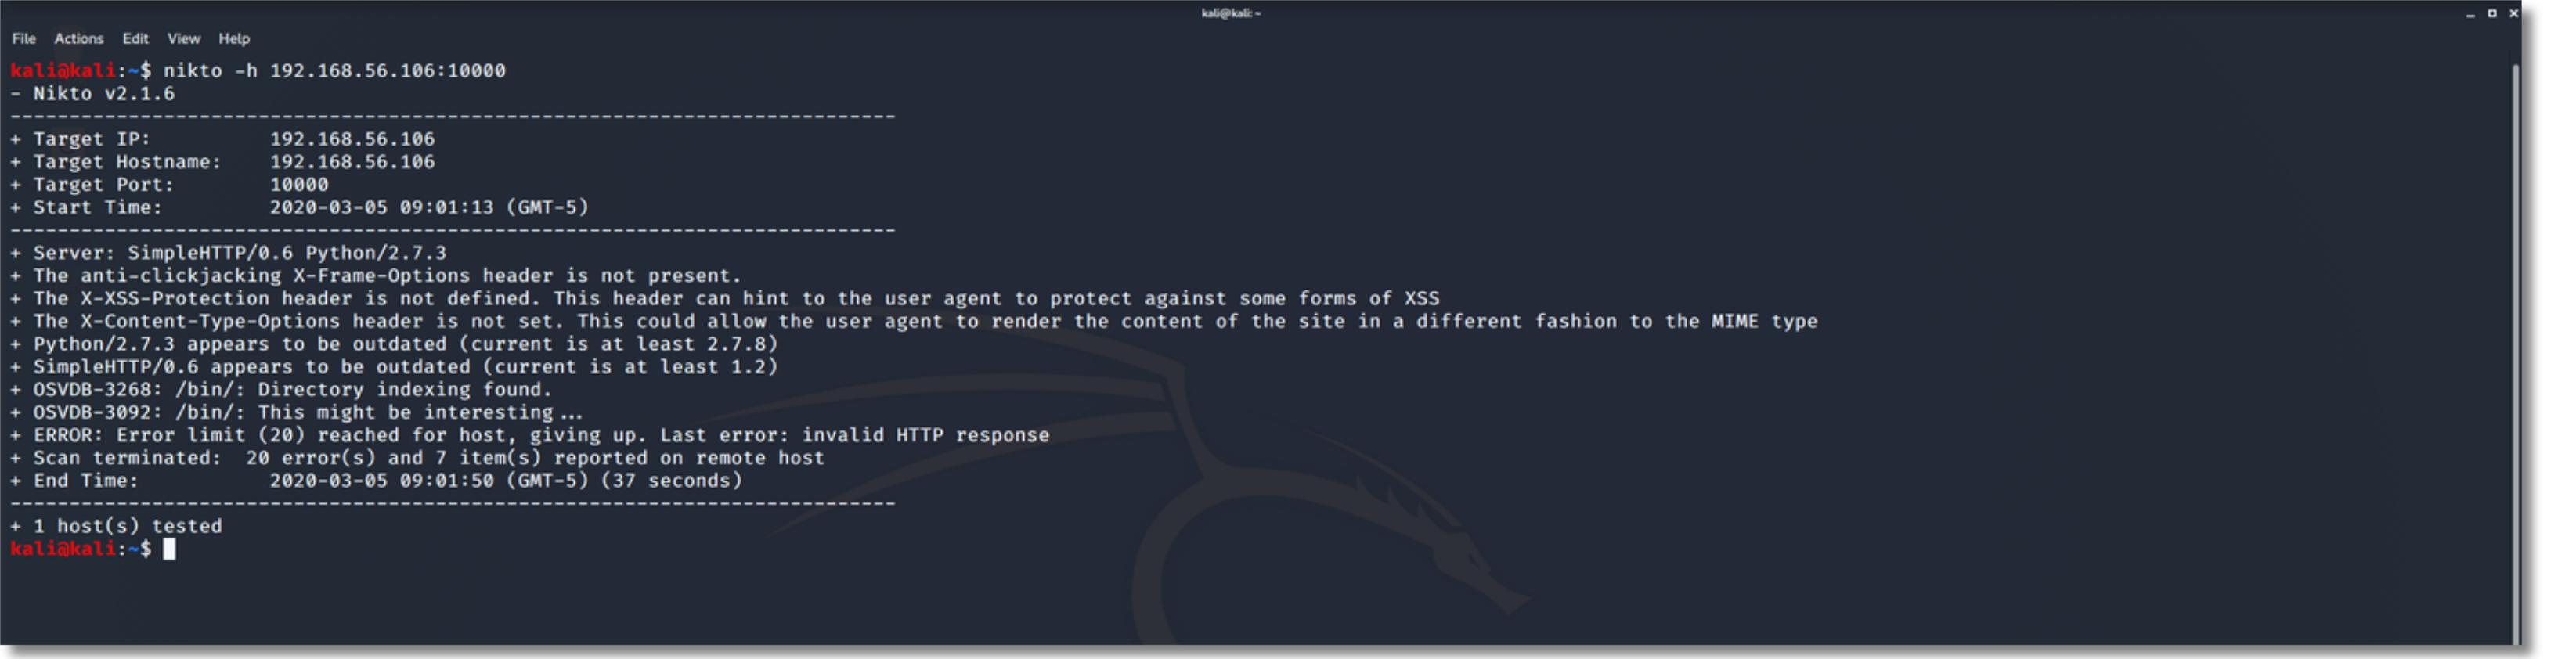 kali@kali: ~
File Actions Edit View Help
kali@kali:~$ nikto -h 192.168.56.106:10000
- Nikto v2.1.6
---------------------------------------------------------------------------
+ Target IP:          192.168.56.106
+ Target Hostname:    192.168.56.106
+ Target Port:        10000
+ Start Time:         2020-03-05 09:01:13 (GMT-5)
---------------------------------------------------------------------------
+ Server: SimpleHTTP/0.6 Python/2.7.3
+ The anti-clickjacking X-Frame-Options header is not present.
+ The X-XSS-Protection header is not defined. This header can hint to the user agent to protect against some forms of XSS
+ The X-Content-Type-Options header is not set. This could allow the user agent to render the content of the site in a different fashion to the MIME type
+ Python/2.7.3 appears to be outdated (current is at least 2.7.8)
+ SimpleHTTP/0.6 appears to be outdated (current is at least 1.2)
+ OSVDB-3268: /bin/: Directory indexing found.
+ OSVDB-3092: /bin/: This might be interesting...
+ ERROR: Error limit (20) reached for host, giving up. Last error: invalid HTTP response
+ Scan terminated:  20 error(s) and 7 item(s) reported on remote host
+ End Time:           2020-03-05 09:01:50 (GMT-5) (37 seconds)
---------------------------------------------------------------------------
+ 1 host(s) tested
kali@kali:~$